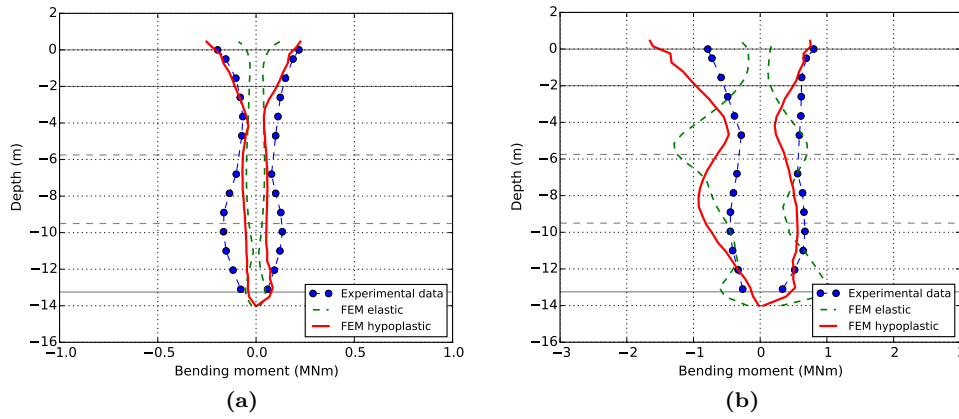 2
0
−2
−4
−6
−8
−10
−12
−14
−16
Depth (m)
−1.0
−0.5
0.0
0.5
1.0
Bending moment (MNm)
Experimental data
FEM elastic
FEM hypoplastic
(a)
2
0
−2
−4
−6
−8
−10
−12
−14
−16
Depth (m)
−3
−2
−1
0
1
2
3
Bending moment (MNm)
Experimental data
FEM elastic
FEM hypoplastic
(b)